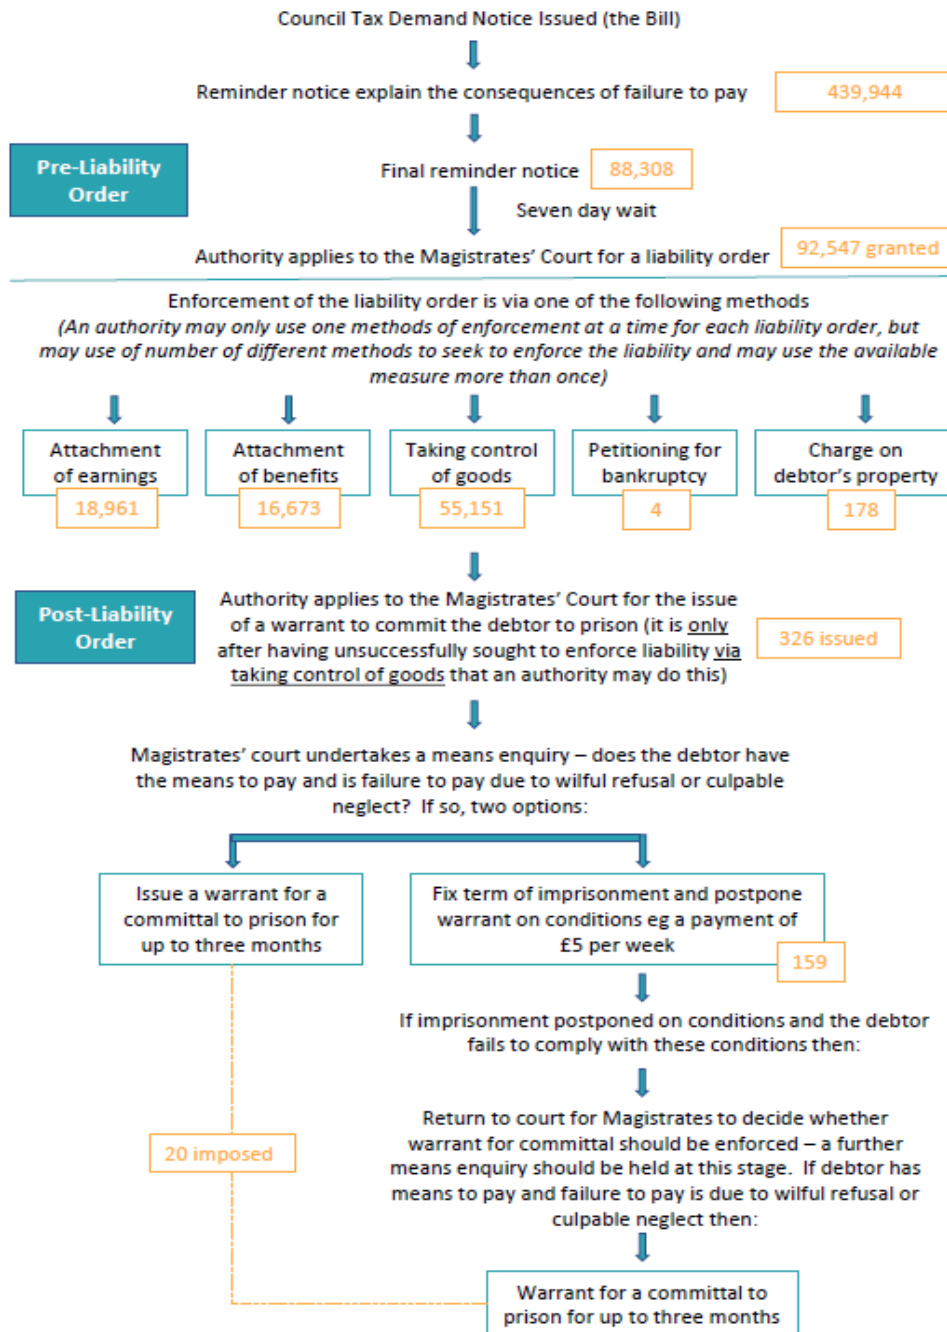 Council Tax Demand Notice Issued (the Bill)
Reminder notice explain the consequences of failure to pay
439,944
Pre-Liability
Order
Final reminder notice
88,308
Seven day wait
Authority applies to the Magistrates' Court for a liability order
92,547 granted
Enforcement of the liability order is via one of the following methods
(An authority may only use one methods of enforcement at a time for each liability order, but
may use of number of different methods to seek to enforce the liability and may use the available
measure more than once)
Attachment
of earnings
18,961
Attachment
of benefits
16,673
Taking control
of goods
55,151
Petitioning for
bankruptcy
4
Charge on
debtor's property
178
Post-Liability
Order
Authority applies to the Magistrates' Court for the issue
of a warrant to commit the debtor to prison (it is only
after having unsuccessfully sought to enforce liability via
taking control of goods that an authority may do this)
326 issued
Magistrates' court undertakes a means enquiry – does the debtor have
the means to pay and is failure to pay due to wilful refusal or culpable
neglect? If so, two options:
Issue a warrant for a
committal to prison for
up to three months
Fix term of imprisonment and postpone
warrant on conditions eg a payment of
£5 per week
159
If imprisonment postponed on conditions and the debtor
fails to comply with these conditions then:
Return to court for Magistrates to decide whether
warrant for committal should be enforced – a further
means enquiry should be held at this stage. If debtor has
means to pay and failure to pay is due to wilful refusal or
culpable neglect then:
20 imposed
Warrant for a committal to
prison for up to three months